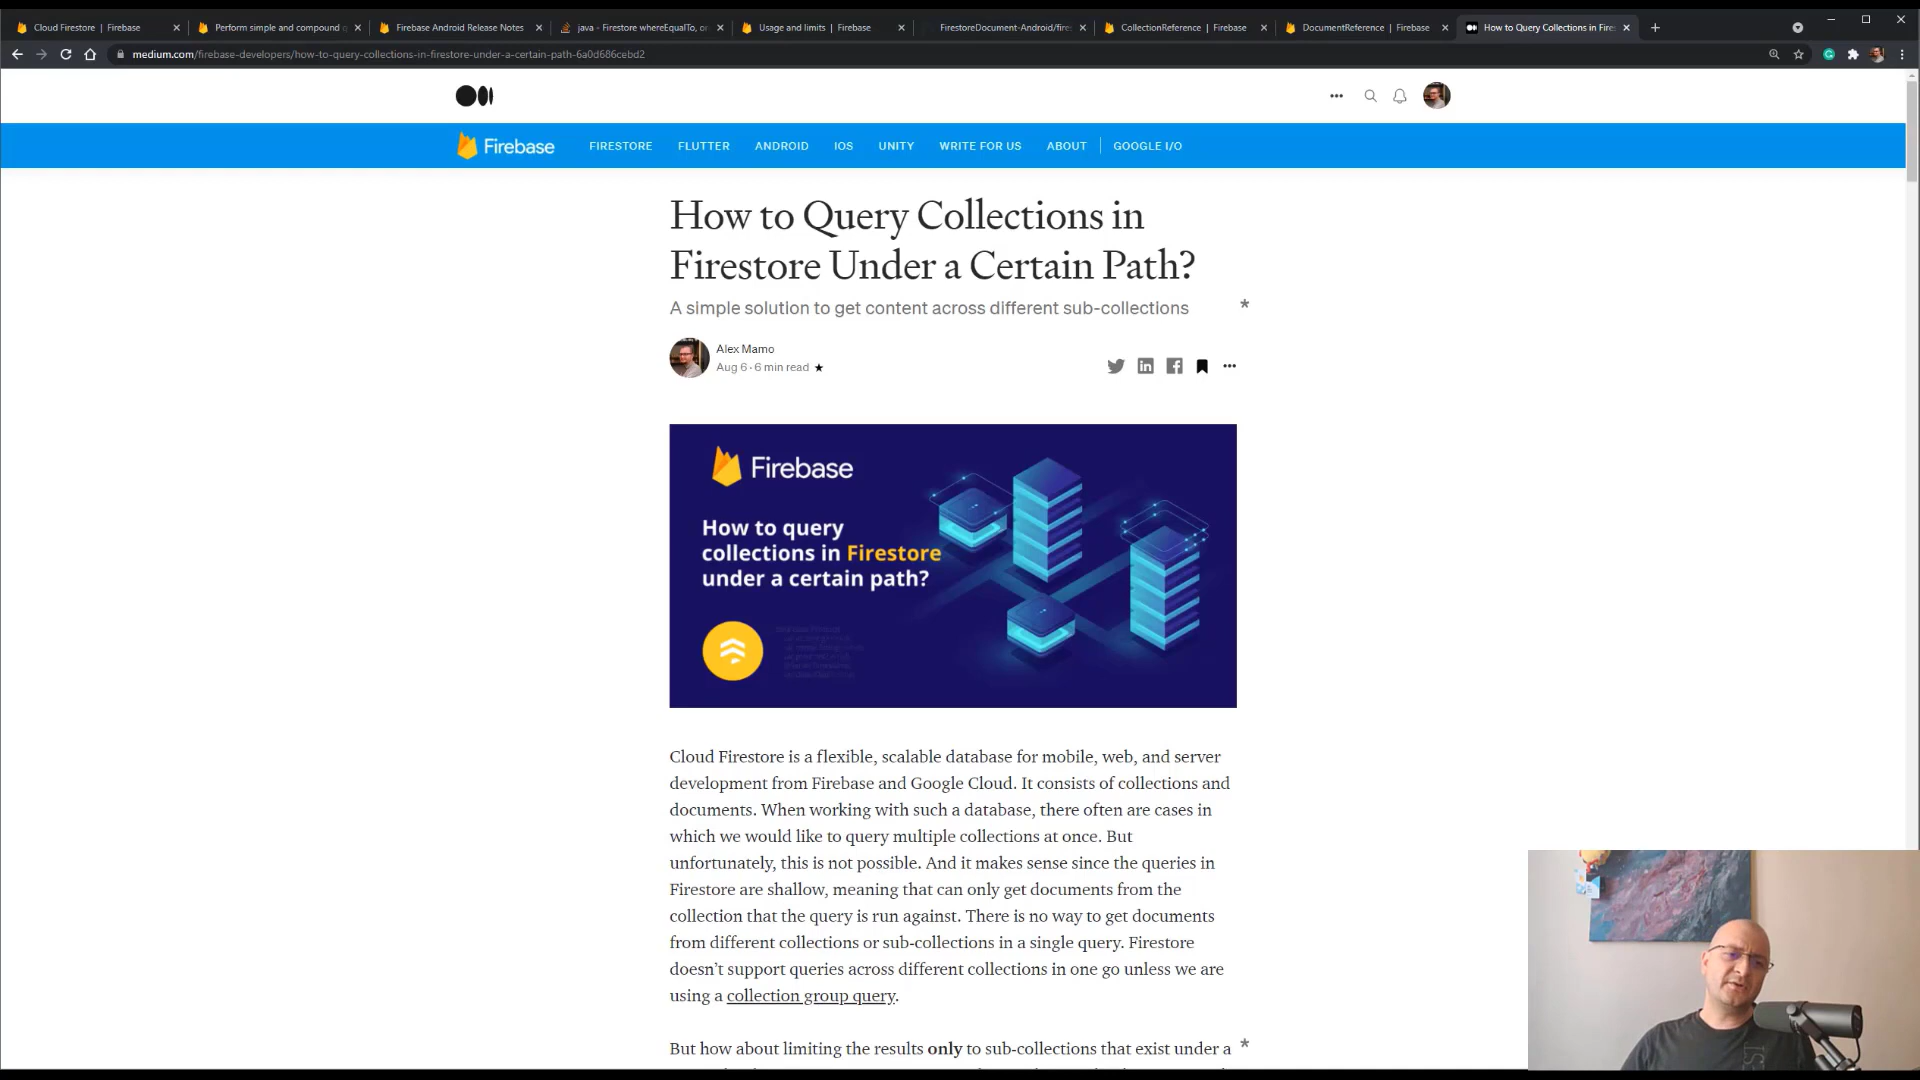 Cloud Firestore | Firebase
Perform simple and compound q
Firebase Android Release Notes
java - Firestore whereEqualTo, or
Usage and limits | Firebase
FirestoreDocument-Android/fires
CollectionReference | Firebase
DocumentReference | Firebase
How to Query Collections in Fires
medium.com/firebase-developers/how-to-query-collections-in-firestore-under-a-certain-path-6a0d686cebd2
Firebase
FIRESTORE
FLUTTER
ANDROID
IOS
UNITY
WRITE FOR US
ABOUT
GOOGLE I/O
How to Query Collections in
Firestore Under a Certain Path?
A simple solution to get content across different sub-collections
*
Alex Mamo
Aug 6 · 6 min read ★
Firebase
How to query
collections in Firestore
under a certain path?
Cloud Firestore is a flexible, scalable database for mobile, web, and server
development from Firebase and Google Cloud. It consists of collections and
documents. When working with such a database, there often are cases in
which we would like to query multiple collections at once. But
unfortunately, this is not possible. And it makes sense since the queries in
Firestore are shallow, meaning that can only get documents from the
collection that the query is run against. There is no way to get documents
from different collections or sub-collections in a single query. Firestore
doesn't support queries across different collections in one go unless we are
using a collection group query.
But how about limiting the results only to sub-collections that exist under a
*